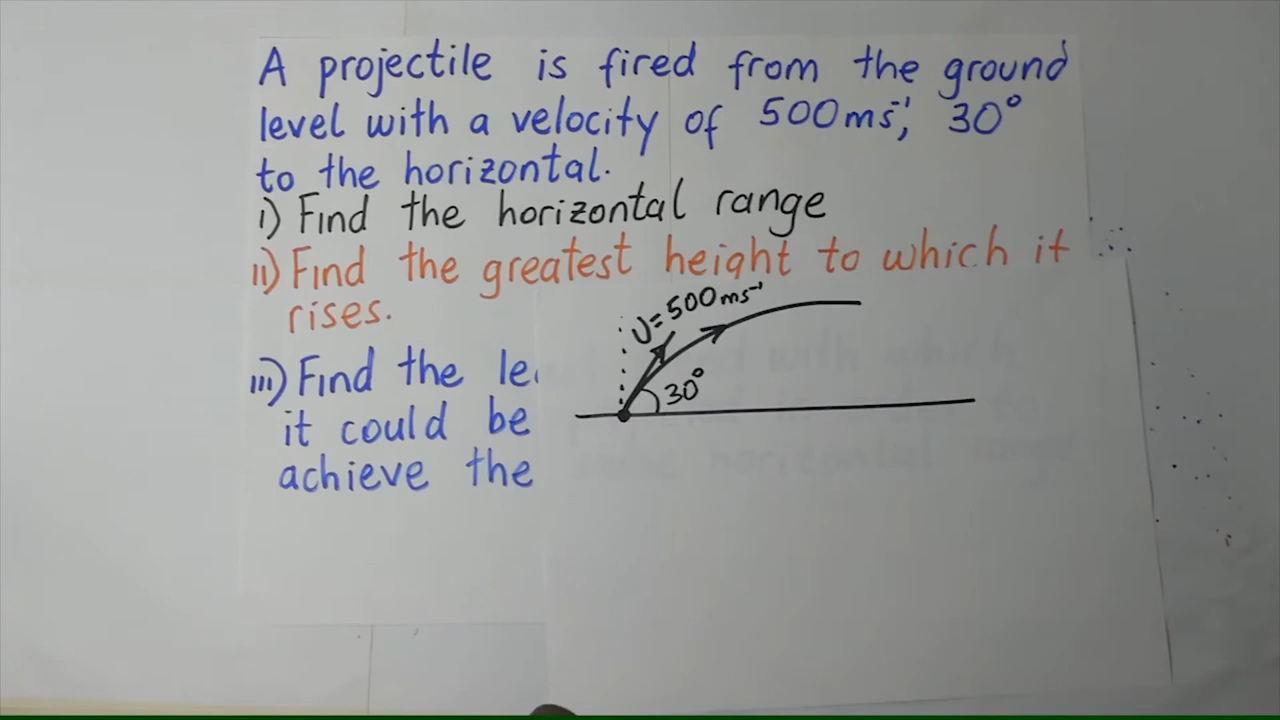 A projectile is fired from the ground
level with a velocity of 500ms⁻¹, 30°
to the horizontal.
i) Find the horizontal range
ii) Find the greatest height to which it
rises.
U=500ms⁻¹
30°
iii) Find the
it could be
achieve the